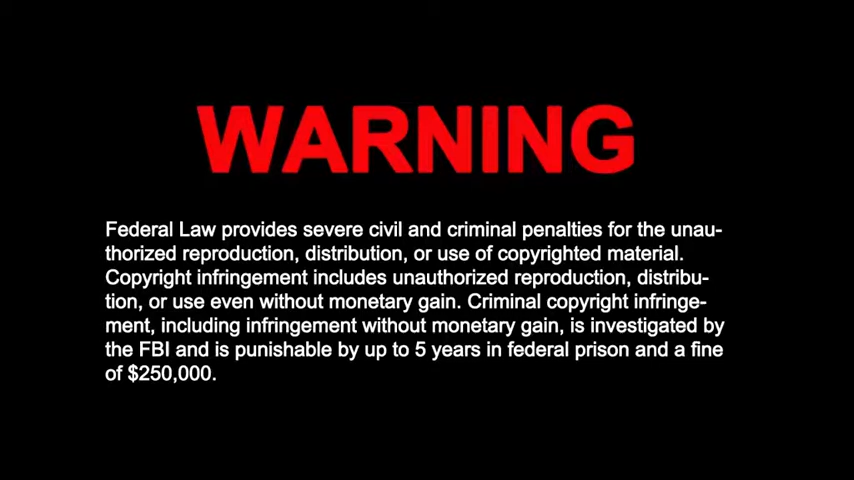 WARNING
Federal Law provides severe civil and criminal penalties for the unau-
thorized reproduction, distribution, or use of copyrighted material.
Copyright infringement includes unauthorized reproduction, distribu-
tion, or use even without monetary gain. Criminal copyright infringe-
ment, including infringement without monetary gain, is investigated by
the FBI and is punishable by up to 5 years in federal prison and a fine
of $250,000.